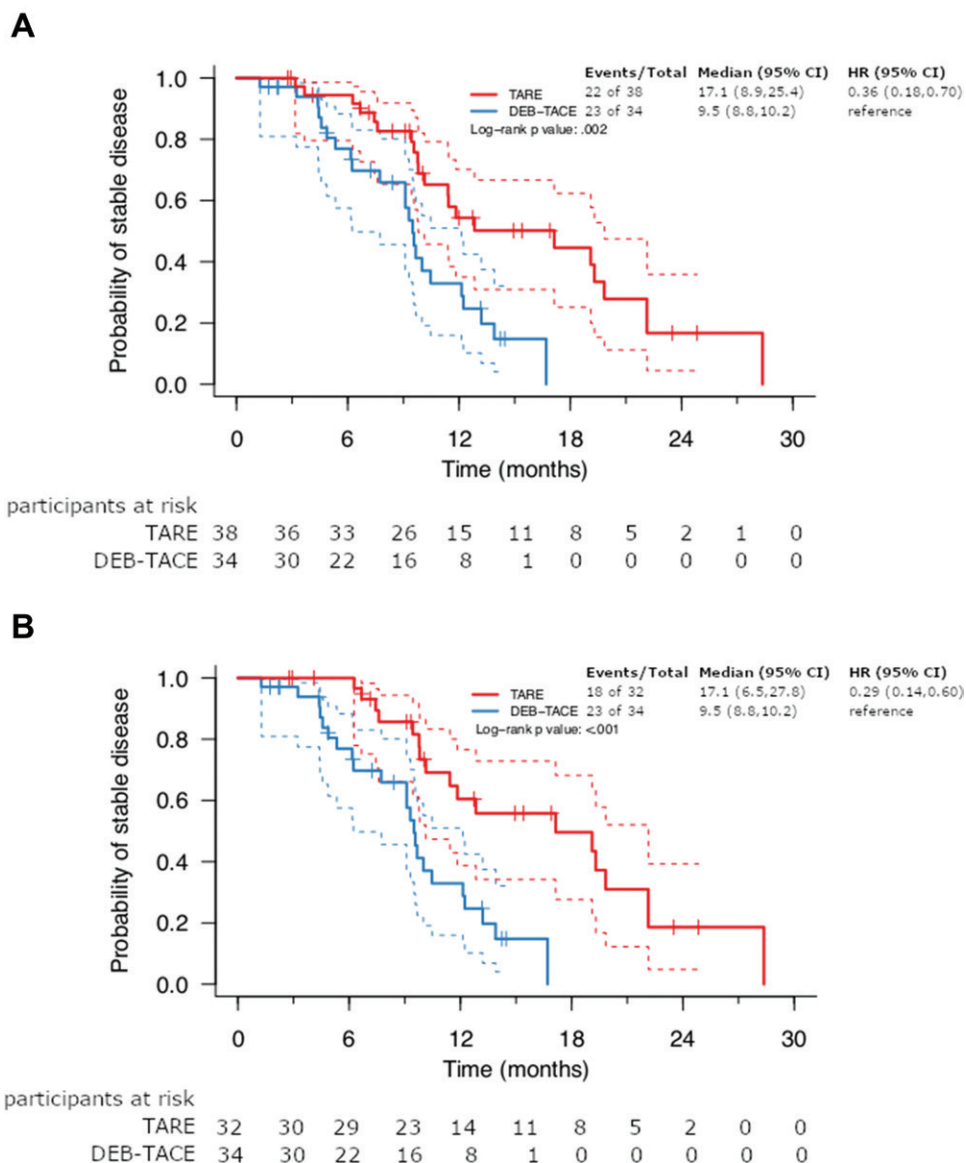 A
Events/Total Median (95% CI) HR (95% CI)
TARE 22 of 38 17.1 (8.9,25.4) 0.36 (0.18,0.70)
DEB-TACE 23 of 34 9.5 (8.8,10.2) reference
Log-rank p value: .002
Probability of stable disease
1.0
0.8
0.6
0.4
0.2
0.0
0 6 12 18 24 30
Time (months)
participants at risk
TARE 38 36 33 26 15 11 8 5 2 1 0
DEB-TACE 34 30 22 16 8 1 0 0 0 0 0
B
Events/Total Median (95% CI) HR (95% CI)
TARE 18 of 32 17.1 (6.5,27.8) 0.29 (0.14,0.60)
DEB-TACE 23 of 34 9.5 (8.8,10.2) reference
Log-rank p value: <001
Probability of stable disease
1.0
0.8
0.6
0.4
0.2
0.0
0 6 12 18 24 30
Time (months)
participants at risk
TARE 32 30 29 23 14 11 8 5 2 0 0
DEB-TACE 34 30 22 16 8 1 0 0 0 0 0